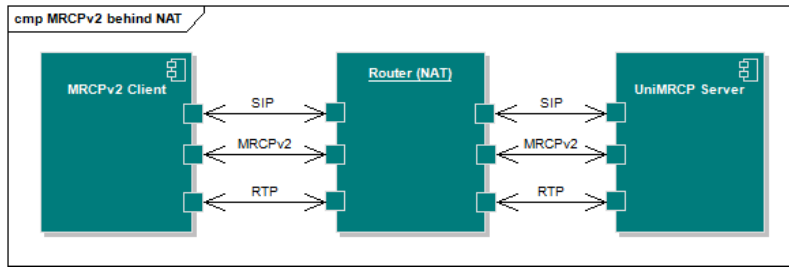 cmp MRCPv2 behind NAT
MRCPv2 Client
Router (NAT)
UniMRCP Server
SIP
SIP
MRCPv2
MRCPv2
RTP
RTP